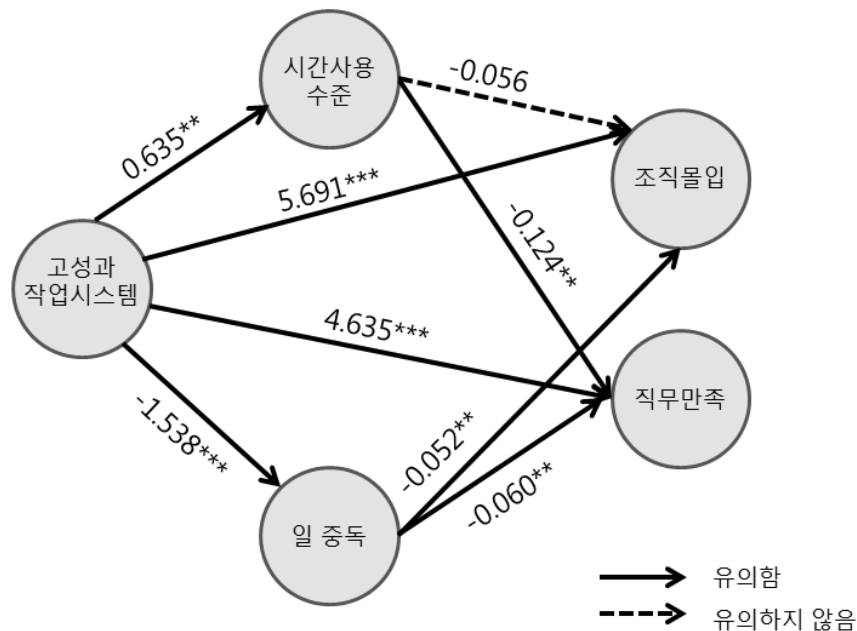 시간사용
수준
-0.056
0.635**
5.691***
조직몰입
-0.124**
고성과
작업시스템
4.635***
직무만족
-1.538***
-0.052**
-0.060**
일 중독
유의함
유의하지 않음